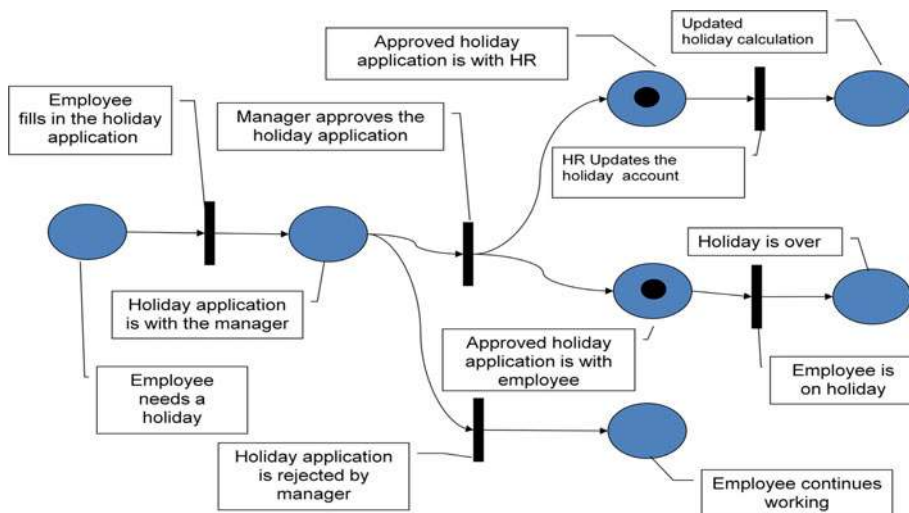 Approved holiday
application is with HR
Updated
holiday calculation
Employee
fills in the holiday
application
Manager approves the
holiday application
HR Updates the
holiday account
Holiday application
is with the manager
Holiday is over
Employee
needs a
holiday
Approved holiday
application is with
employee
Employee is
on holiday
Holiday application
is rejected by
manager
Employee continues
working